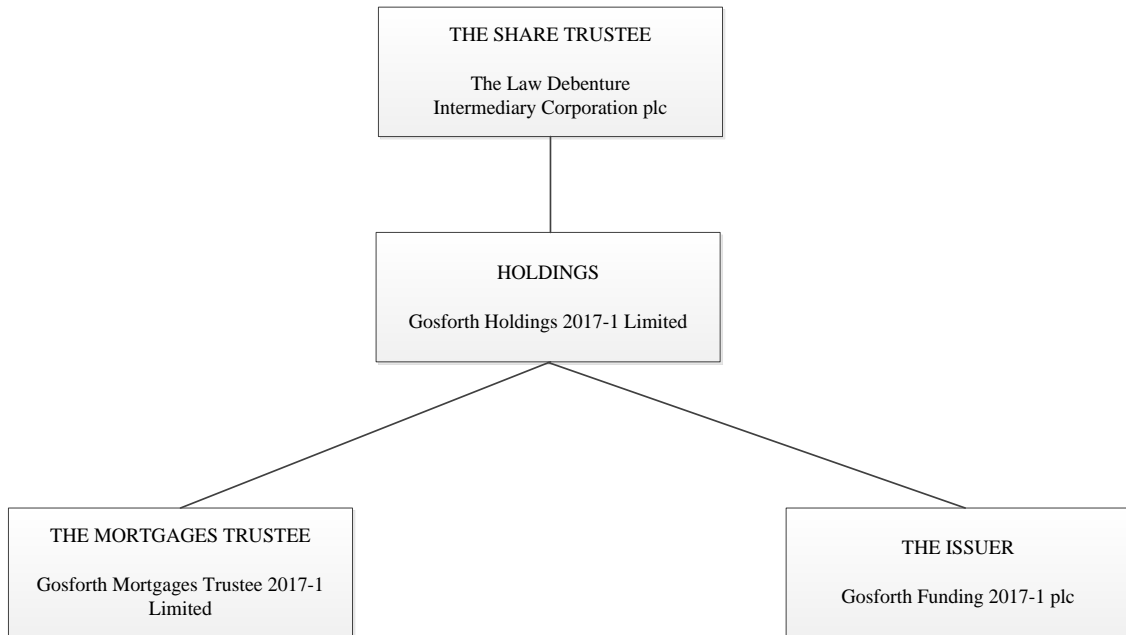 THE SHARE TRUSTEE
The Law Debenture
Intermediary Corporation plc
HOLDINGS
Gosforth Holdings 2017-1 Limited
THE MORTGAGES TRUSTEE
Gosforth Mortgages Trustee 2017-1
Limited
THE ISSUER
Gosforth Funding 2017-1 plc